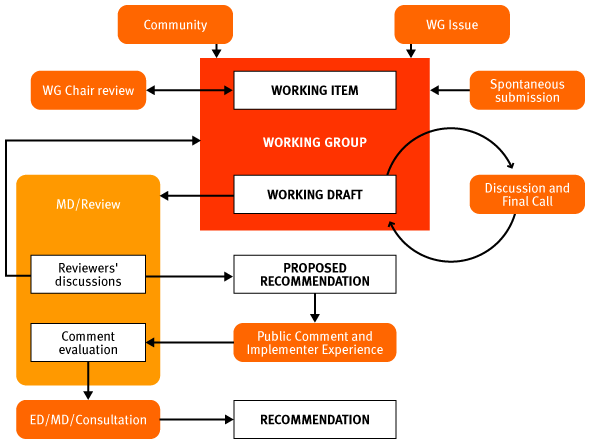 Community
WG Issue
WG Chair review
WORKING ITEM
Spontaneous
submission
WORKING GROUP
MD/Review
WORKING DRAFT
Discussion and
Final Call
Reviewers'
discussions
PROPOSED
RECOMMENDATION
Comment
evaluation
Public Comment and
Implementer Experience
ED/MD/Consultation
RECOMMENDATION